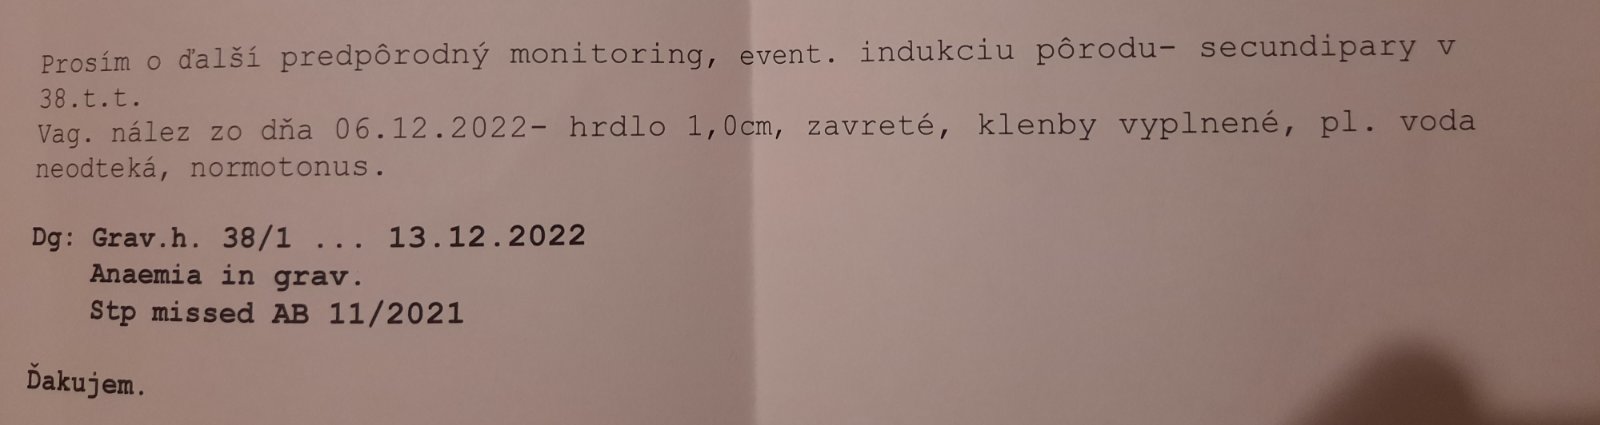 Prosím o ďalší predpôrodný monitoring, event. indukciu pôrodu- secundipary v
38.t.t.
Vag. nález zo dňa 06.12.2022- hrdlo 1,0cm, zavreté, klenby vyplnené, pl. voda
neodteká, normotonus.
Dg: Grav.h. 38/1 ... 13.12.2022
Anaemia in grav.
Stp missed AB 11/2021
Ďakujem.